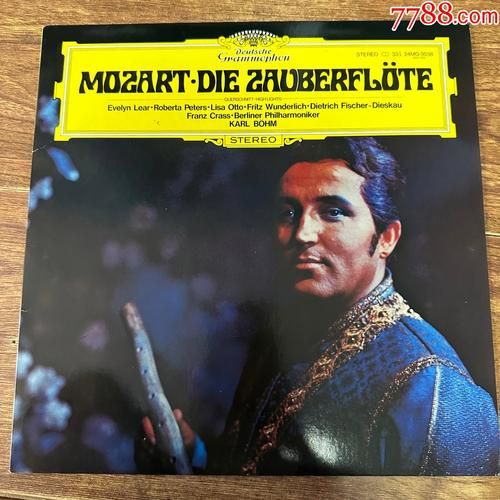 7788.com
Deutsche
Grammophon
STEREO
331
MOZART·DIE ZAUBERFLÖTE
QUERSCHNITT·HIGHLIGHTS
Evelyn Lear·Roberta Peters·Lisa Otto·Fritz Wunderlich·Dietrich Fischer-Dieskau
Franz Crass·Berliner Philharmoniker
KARL BÖHM
STEREO